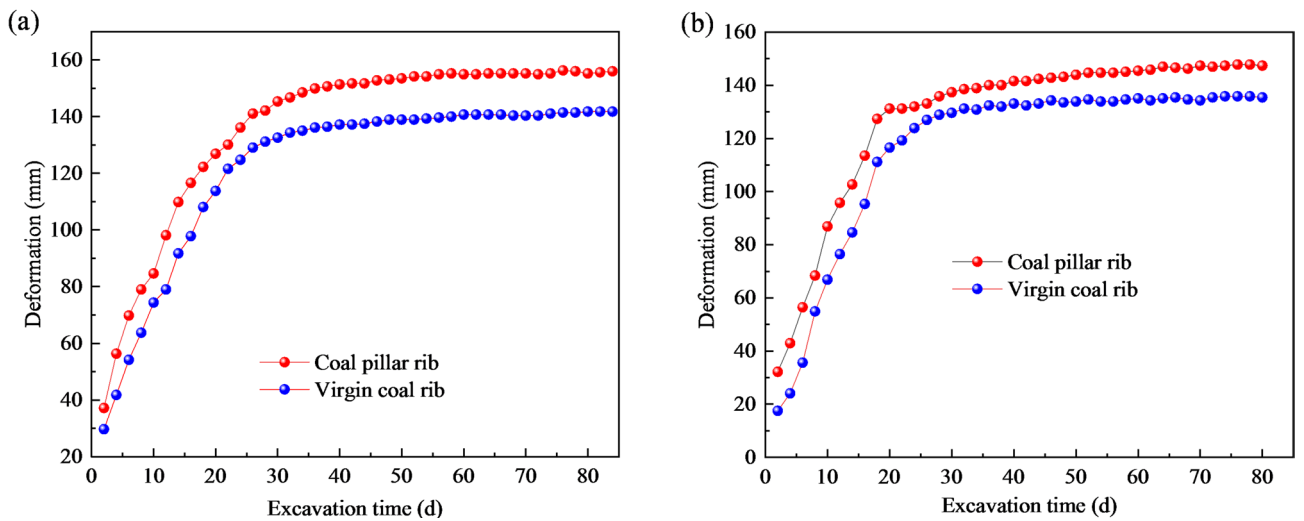 (a)
160
140
120
100
80
60
40
20
Deformation (mm)
Coal pillar rib
Virgin coal rib
0 10 20 30 40 50 60 70 80
Excavation time (d)
(b)
160
140
120
100
80
60
40
20
0
Deformation (mm)
Coal pillar rib
Virgin coal rib
0 10 20 30 40 50 60 70 80
Excavation time (d)